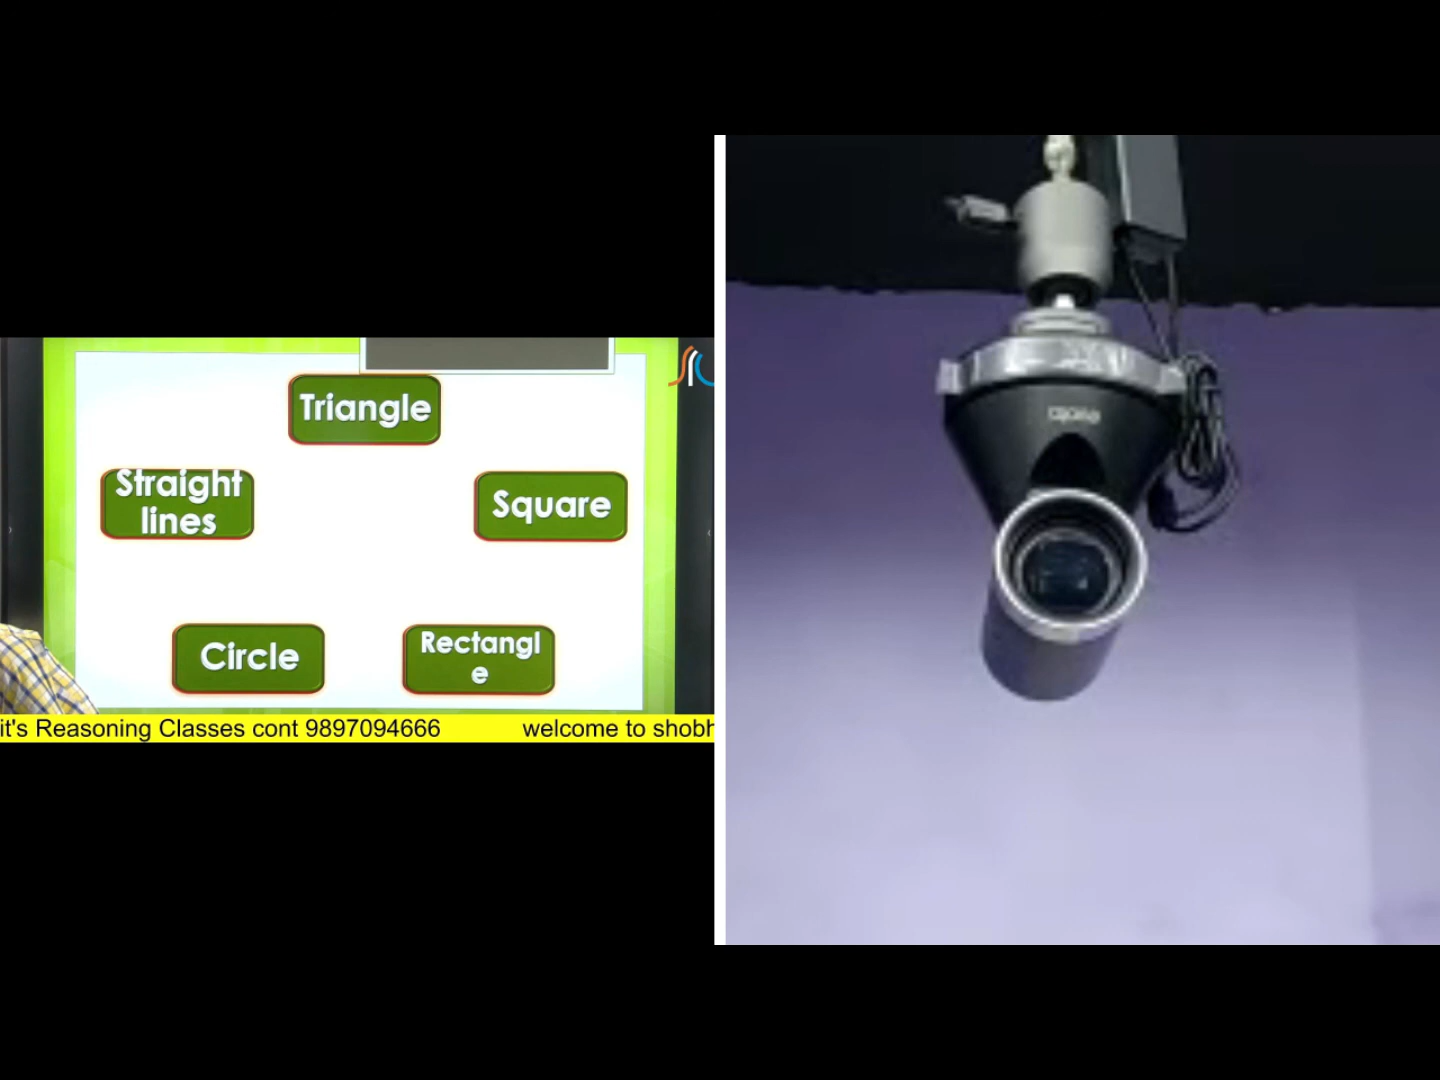 Triangle
Straight
lines
Square
Circle
Rectangl
e
it's Reasoning Classes cont 9897094666 welcome to shobh